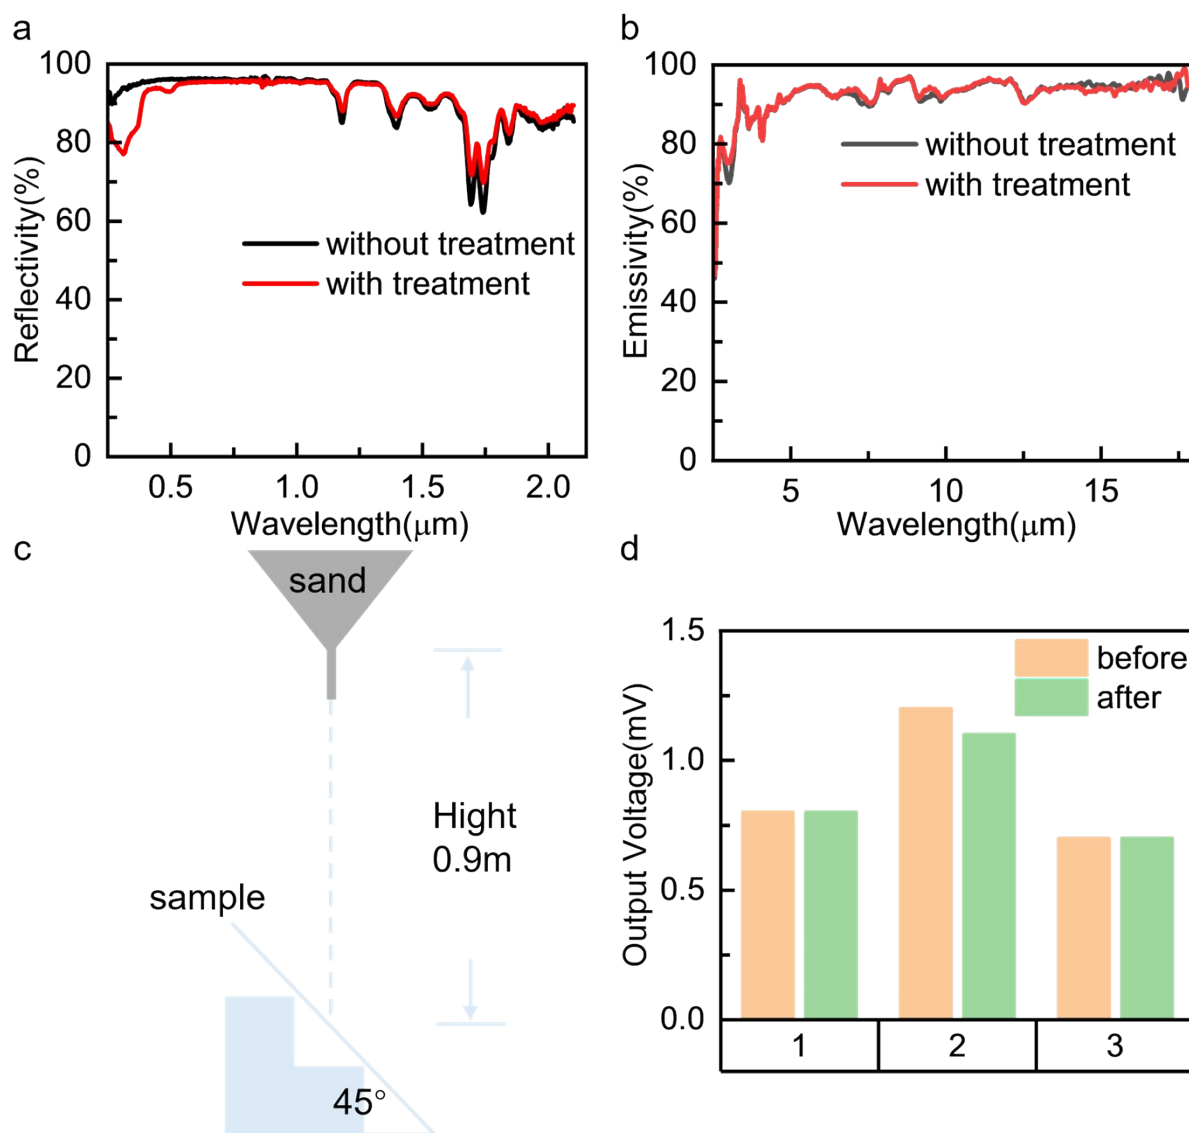 a
100
80
60
40
20
0
Reflectivity(%)
without treatment
with treatment
0.5 1.0 1.5 2.0
Wavelength(μm)
b
100
80
60
40
20
0
Emissivity(%)
without treatment
with treatment
5 10 15
Wavelength(μm)
c
sand
Hight
0.9m
sample
45°
d
1.5
1.0
0.5
0.0
Output Voltage(mV)
before
after
1 2 3